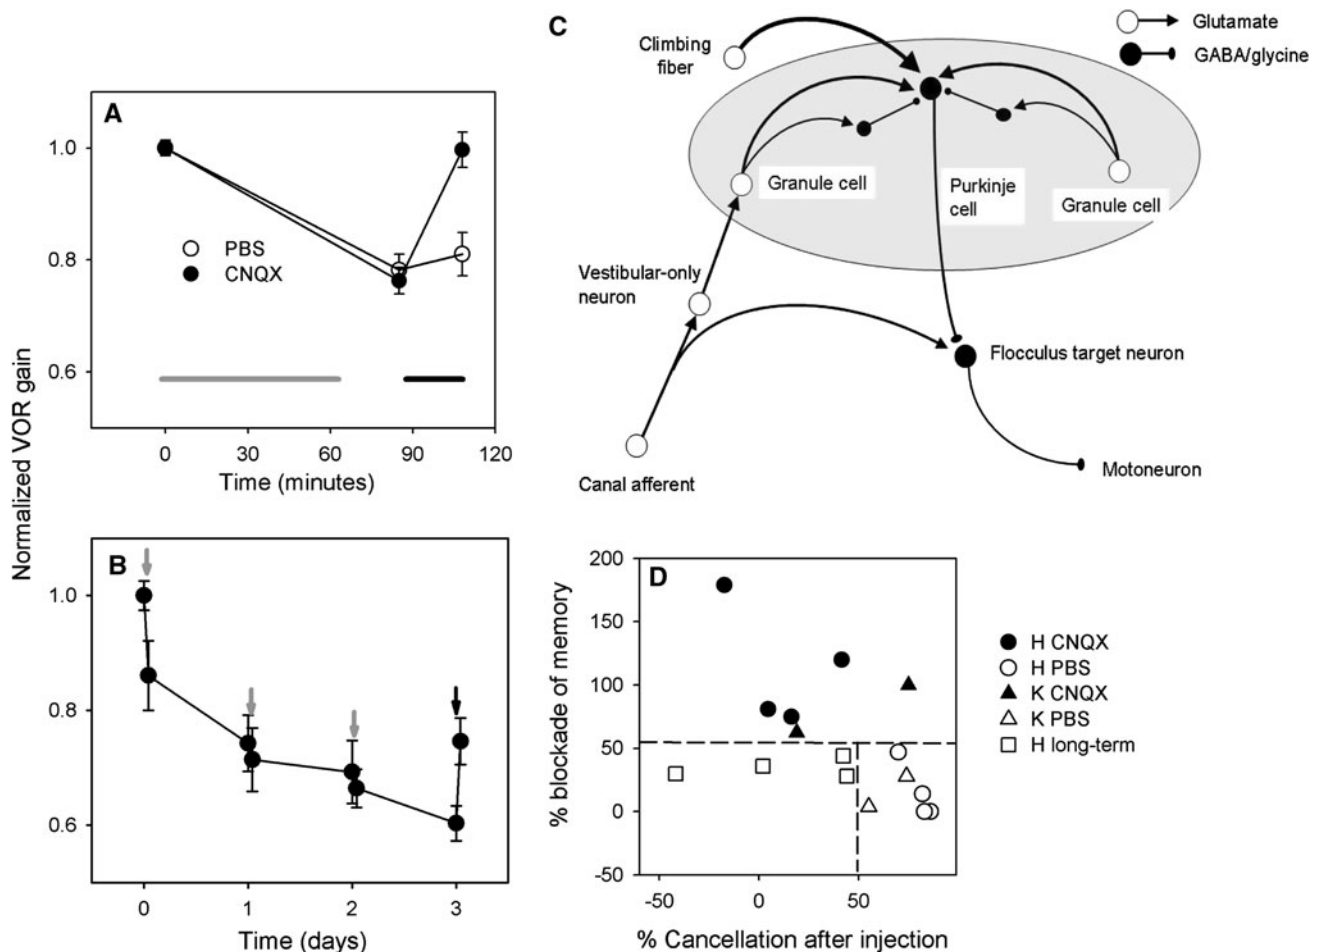 A
1.0
0.8
0.6
PBS
CNQX
0 30 60 90 120
Time (minutes)
Normalized VOR gain
B
1.0
0.8
0.6
0 1 2 3
Time (days)
C
Glutamate
GABA/glycine
Climbing
fiber
Granule cell
Purkinje
cell
Granule cell
Vestibular-only
neuron
Flocculus target neuron
Canal afferent
Motoneuron
D
200
150
100
50
0
-50
% blockade of memory
-50 0 50
% Cancellation after injection
H CNQX
H PBS
K CNQX
K PBS
H long-term